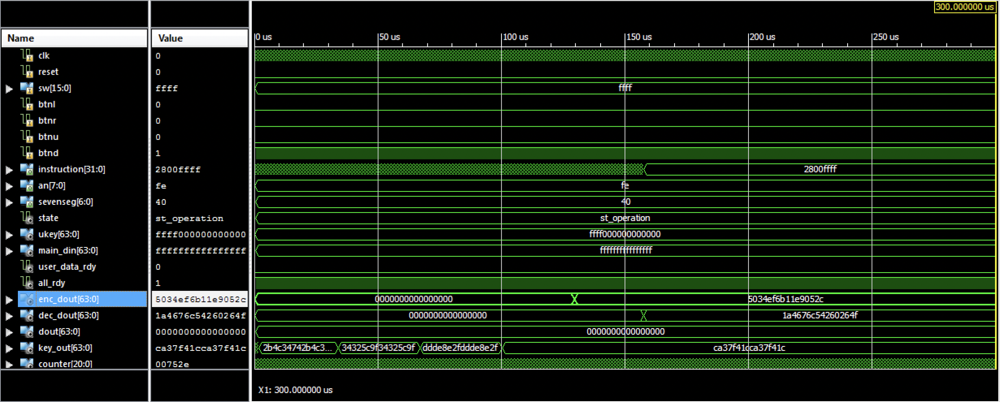 300.000000 us
Name Value 0 us 50 us 100 us 150 us 200 us 250 us
clk 0
reset 0
sw[15:0] ffff ffff
btnl 0
btnr 0
btnu 0
btnd 1
instruction[31:0] 2800ffff 2800ffff
an[7:0] fe fe
sevenseg[6:0] 40 40
state st_operation st_operation
ukey[63:0] ffff000000000000 ffff000000000000
main_din[63:0] ffffffffffffffff ffffffffffffffff
user_data_rdy 0
all_rdy 1
enc_dout[63:0] 5034ef6b11e9052c 0000000000000000 5034ef6b11e9052c
dec_dout[63:0] 1a4676c54260264f 0000000000000000 1a4676c54260264f
dout[63:0] 0000000000000000 0000000000000000
key_out[63:0] ca37f41cca37f41c 2b4c34742b4c3... 34325c9f34325c9f ddde8e2fddde8e2f ca37f41cca37f41c
counter[20:0] 00752e
X1: 300.000000 us